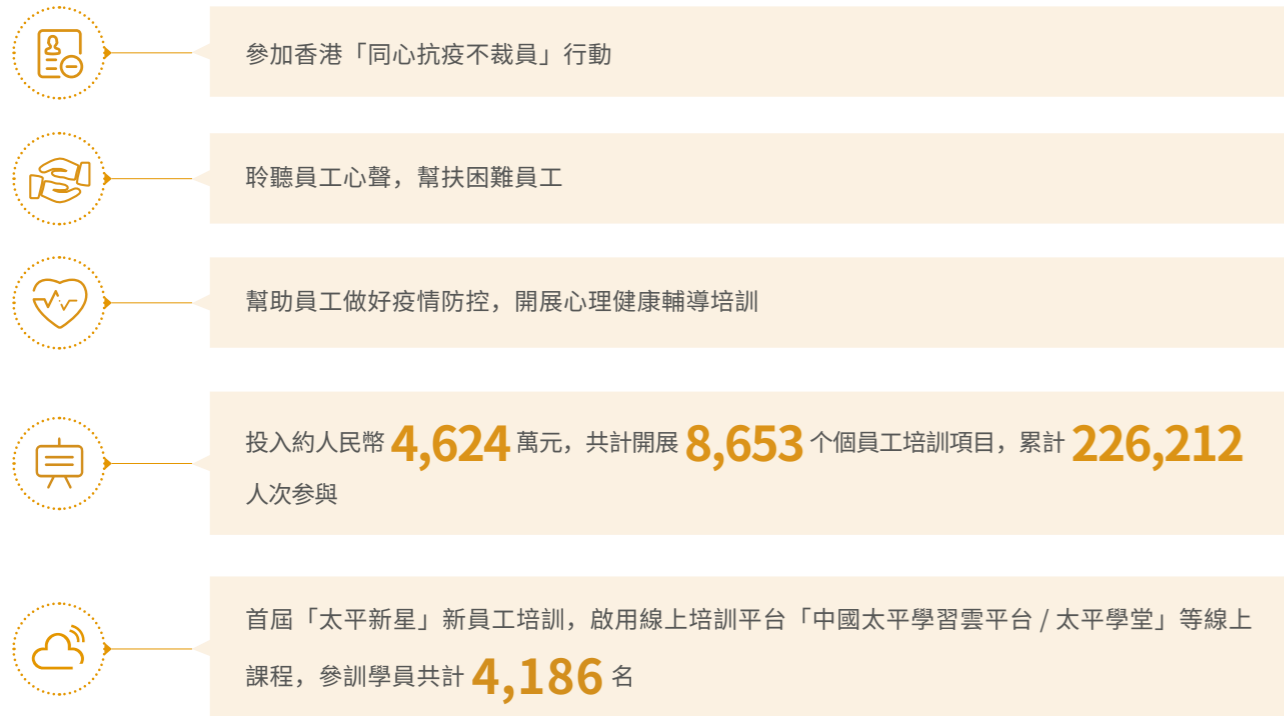 參加香港「同心抗疫不裁員」行動
聆聽員工心聲，幫扶困難員工
幫助員工做好疫情防控，開展心理健康輔導培訓
投入約人民幣 4,624 萬元，共計開展 8,653 个個員工培訓項目，累計 226,212
人次參與
首屆「太平新星」新員工培訓，啟用線上培訓平台「中國太平學習雲平台 / 太平學堂」等線上
課程，參訓學員共計 4,186 名